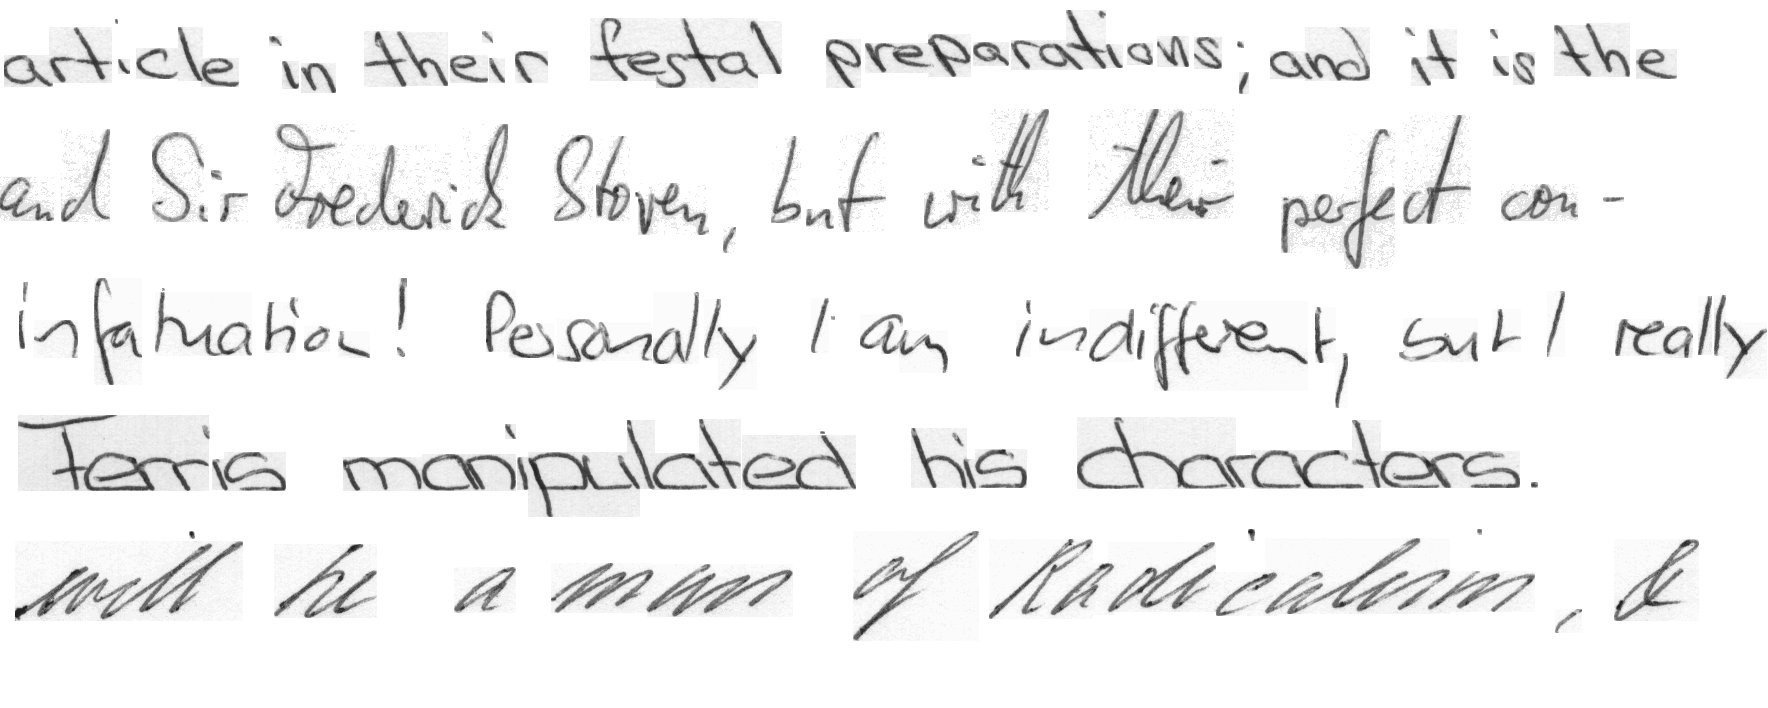 article in their festal preparations; and it is the
and Sir Frederick Stoven, but with their perfect con-
infatuation! Personally I am indifferent, but I really
Ferris manipulated his characters.
will be a man of Radicalism, &